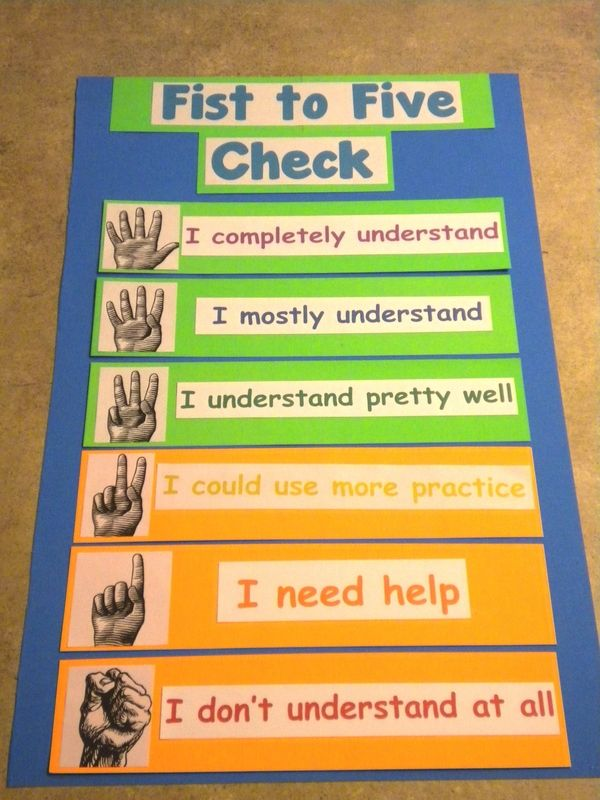 Fist to Five
Check
I completely understand
I mostly understand
I understand pretty well
I could use more practice
I need help
I don't understand at all